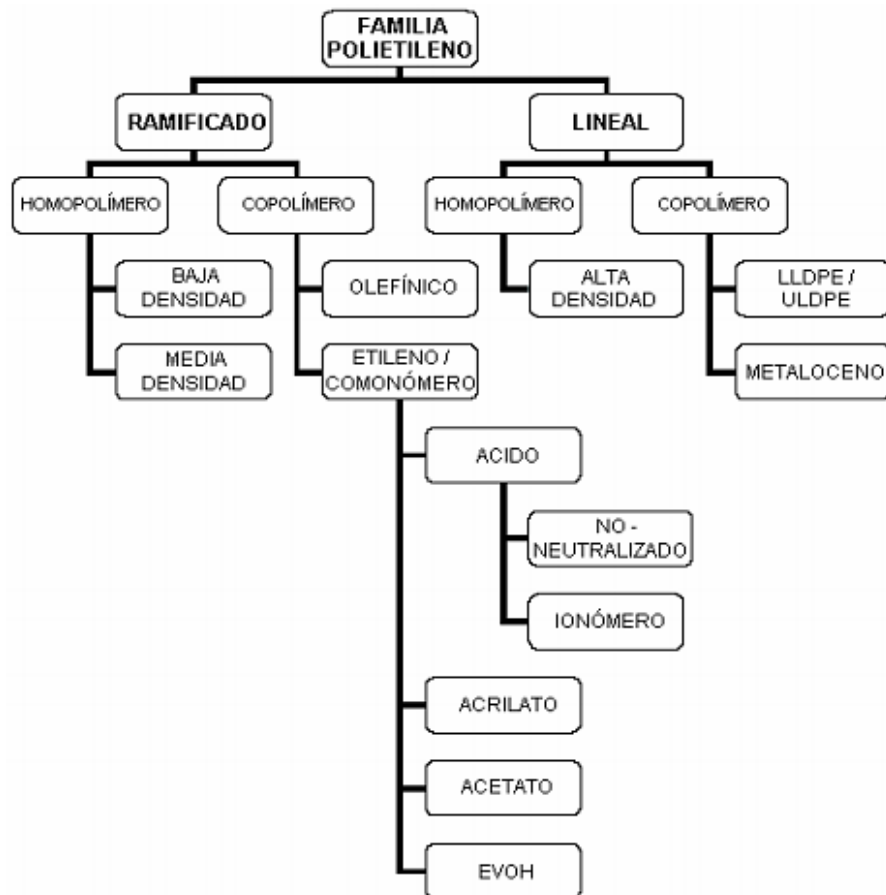 FAMILIA
POLIETILENO
RAMIFICADO
LINEAL
HOMOPOLÍMERO
COPOLÍMERO
HOMOPOLÍMERO
COPOLÍMERO
BAJA
DENSIDAD
OLEFÍNICO
ALTA
DENSIDAD
LLDPE /
ULDPE
MEDIA
DENSIDAD
ETILENO /
COMONÓMERO
METALOCENO
ACIDO
NO -
NEUTRALIZADO
IONÓMERO
ACRILATO
ACETATO
EVOH